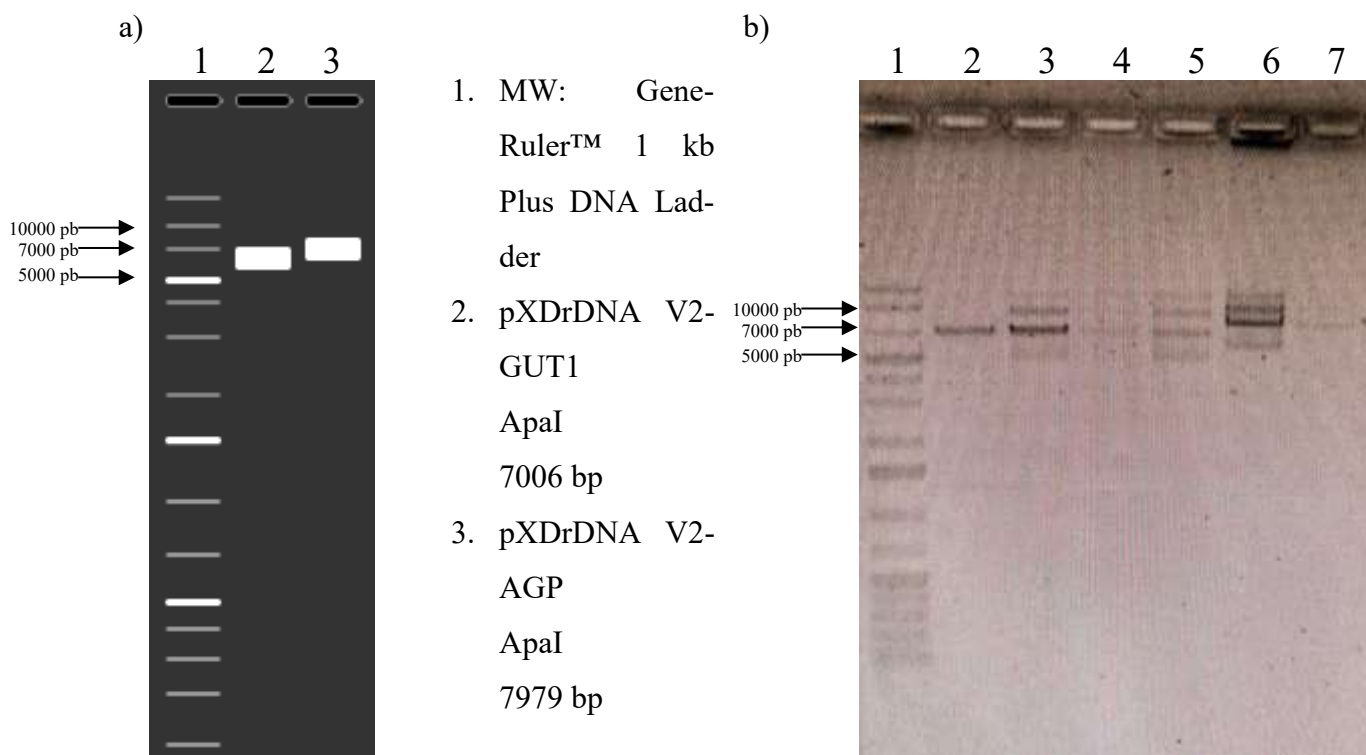 a)
1 2 3
10000 pb
7000 pb
5000 pb
1. MW: Gene-
Ruler™ 1 kb
Plus DNA Lad-
der
2. pXDrDNA V2-
GUT1
ApaI
7006 bp
3. pXDrDNA V2-
AGP
ApaI
7979 bp
b)
1 2 3 4 5 6 7
10000 pb
7000 pb
5000 pb